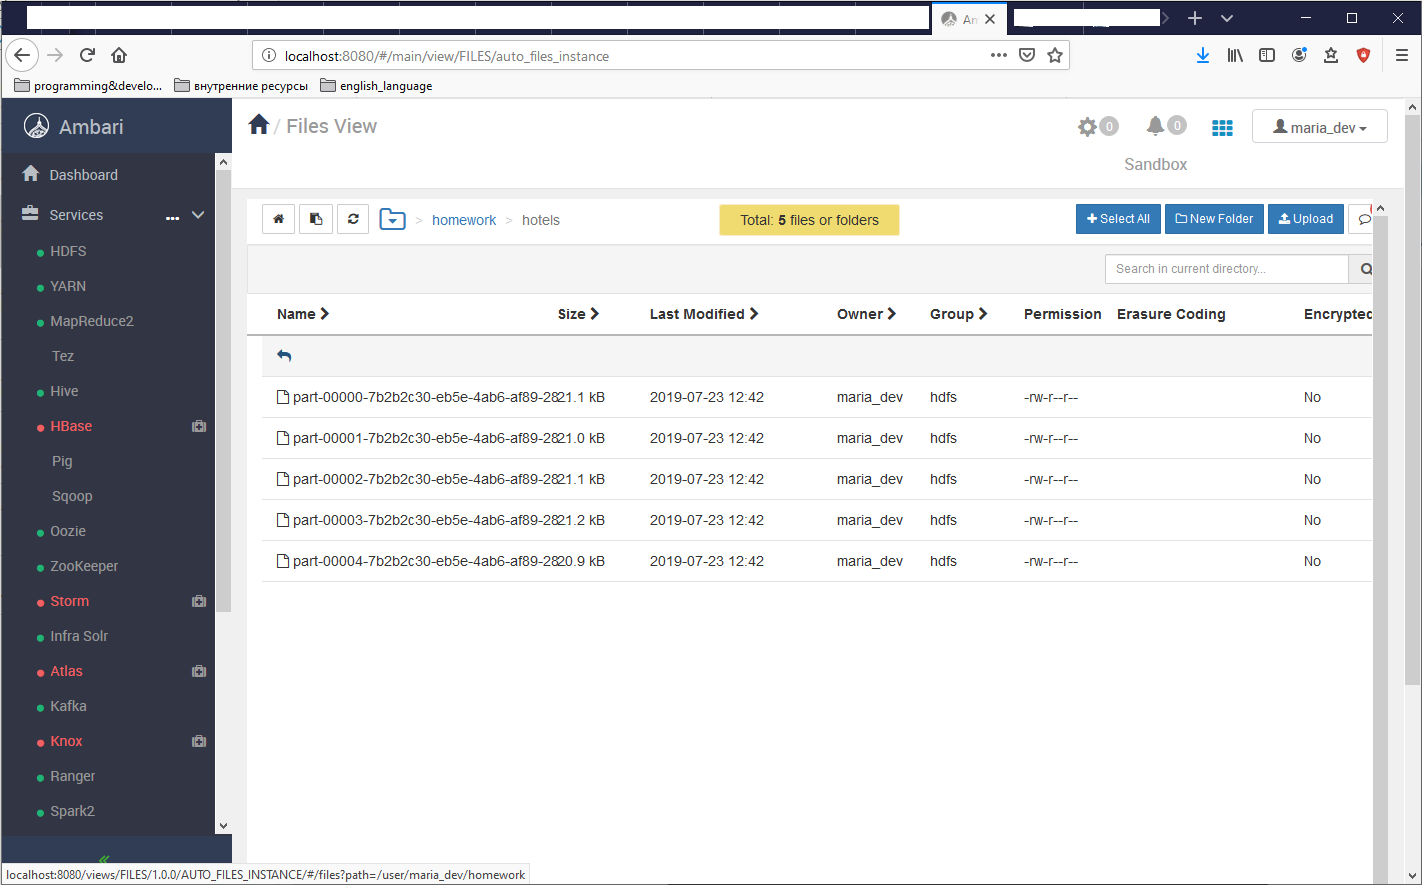 An
localhost:8080/#/main/view/FILES/auto_files_instance
programming&develo... внутренние ресурсы english_language
Ambari
Dashboard
Services
HDFS
YARN
MapReduce2
Tez
Hive
HBase
Pig
Sqoop
Oozie
ZooKeeper
Storm
Infra Solr
Atlas
Kafka
Knox
Ranger
Spark2
/ Files View
0 0 maria_dev
Sandbox
> homework > hotels Total: 5 files or folders Select All New Folder Upload
Search in current directory...
Name Size Last Modified Owner Group Permission Erasure Coding Encrypted
part-00000-7b2b2c30-eb5e-4ab6-af89-28 21.1 kB 2019-07-23 12:42 maria_dev hdfs -rw-r--r-- No
part-00001-7b2b2c30-eb5e-4ab6-af89-28 21.0 kB 2019-07-23 12:42 maria_dev hdfs -rw-r--r-- No
part-00002-7b2b2c30-eb5e-4ab6-af89-28 21.1 kB 2019-07-23 12:42 maria_dev hdfs -rw-r--r-- No
part-00003-7b2b2c30-eb5e-4ab6-af89-28 21.2 kB 2019-07-23 12:42 maria_dev hdfs -rw-r--r-- No
part-00004-7b2b2c30-eb5e-4ab6-af89-28 20.9 kB 2019-07-23 12:42 maria_dev hdfs -rw-r--r-- No
localhost:8080/views/FILES/1.0.0/AUTO_FILES_INSTANCE/#/files?path=/user/maria_dev/homework